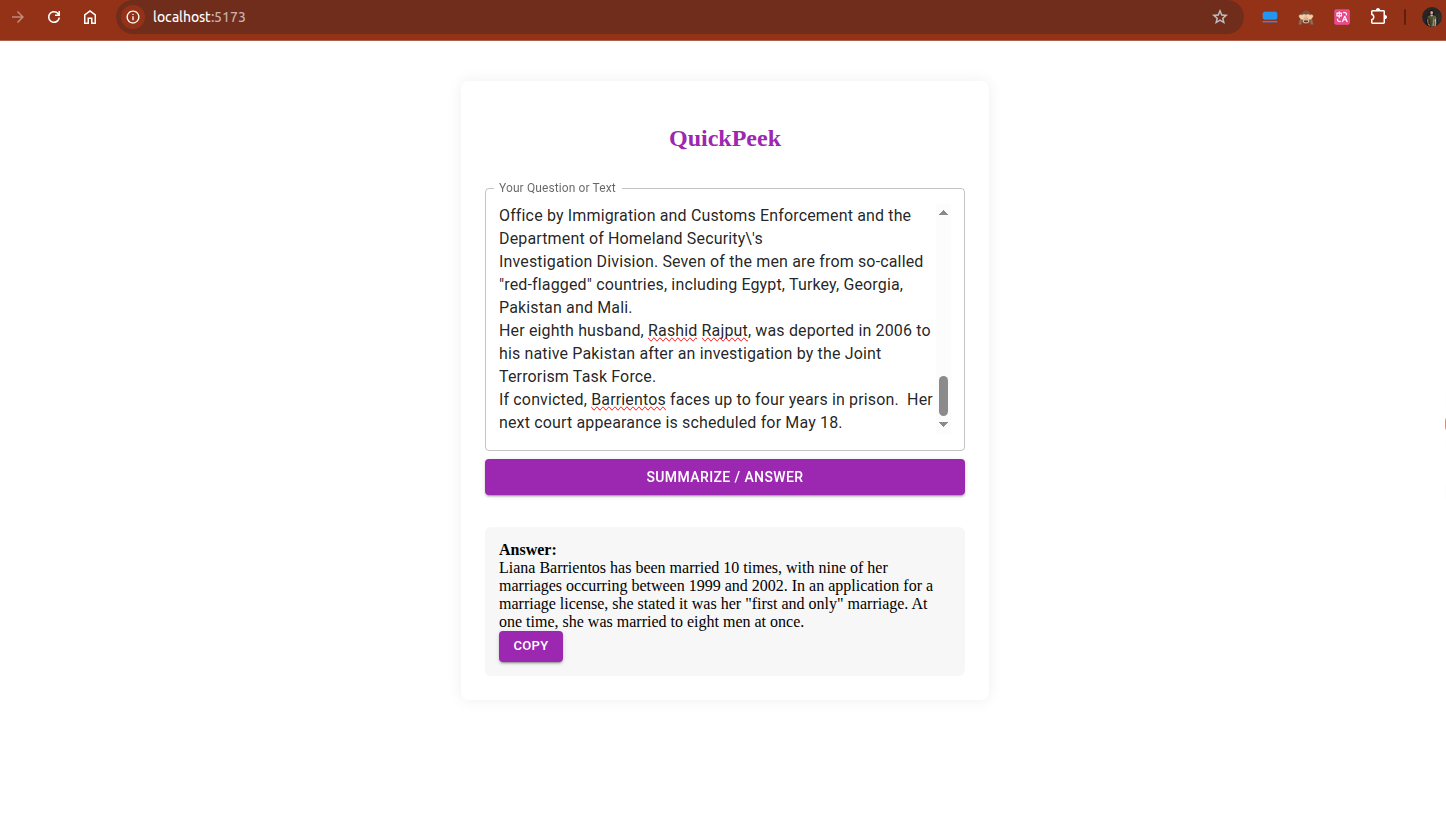 localhost:5173
QuickPeek
Your Question or Text
Office by Immigration and Customs Enforcement and the
Department of Homeland Security\'s
Investigation Division. Seven of the men are from so-called
"red-flagged" countries, including Egypt, Turkey, Georgia,
Pakistan and Mali.
Her eighth husband, Rashid Rajput, was deported in 2006 to
his native Pakistan after an investigation by the Joint
Terrorism Task Force.
If convicted, Barrientos faces up to four years in prison.  Her
next court appearance is scheduled for May 18.
SUMMARIZE / ANSWER
Answer:
Liana Barrientos has been married 10 times, with nine of her
marriages occurring between 1999 and 2002. In an application for a
marriage license, she stated it was her "first and only" marriage. At
one time, she was married to eight men at once.
COPY